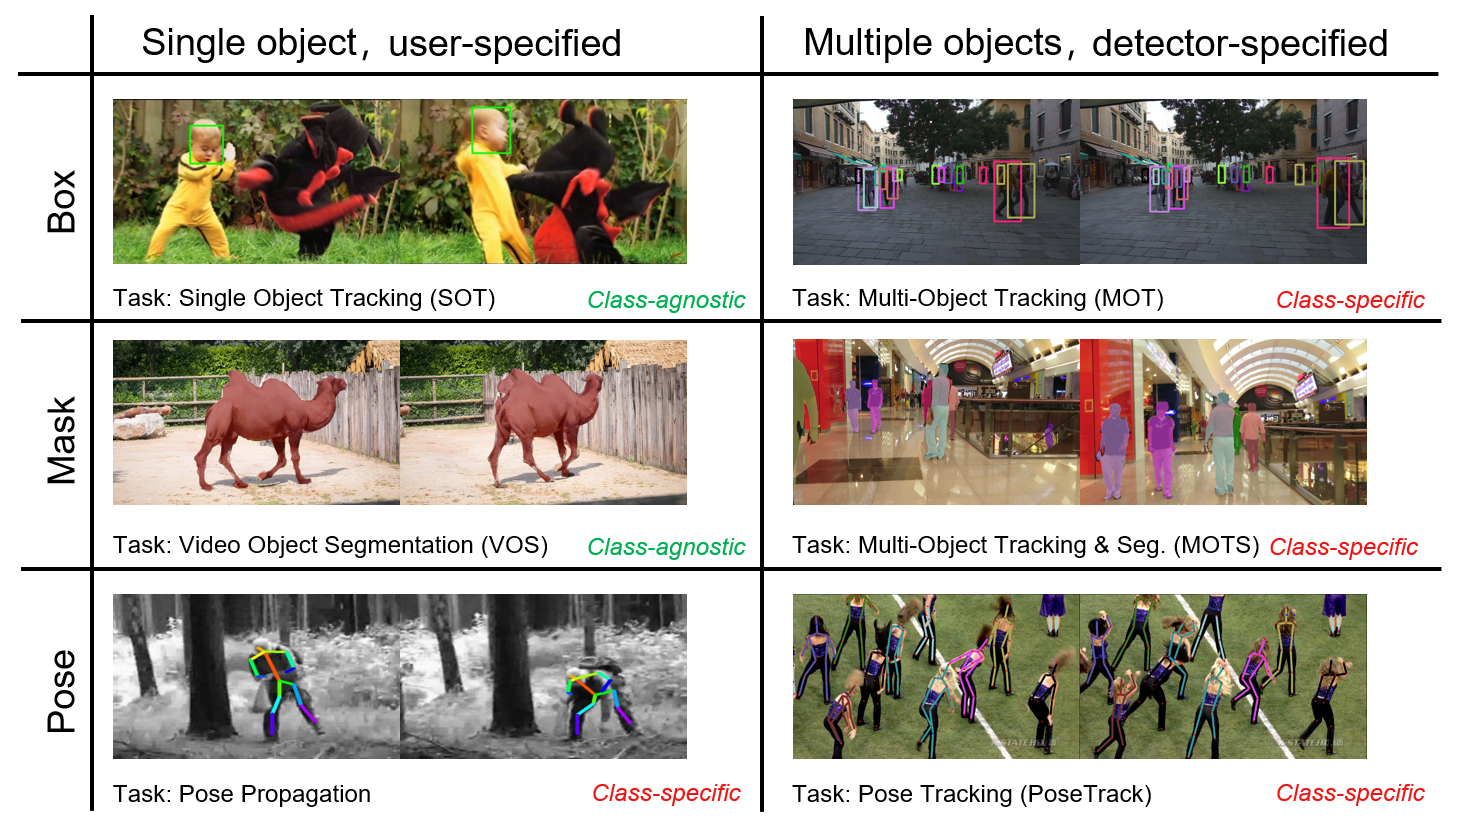 Single object, user-specified
Multiple objects, detector-specified
Box
Task: Single Object Tracking (SOT)
Class-agnostic
Task: Multi-Object Tracking (MOT)
Class-specific
Mask
Task: Video Object Segmentation (VOS)
Class-agnostic
Task: Multi-Object Tracking & Seg. (MOTS)
Class-specific
Pose
Task: Pose Propagation
Class-specific
Task: Pose Tracking (PoseTrack)
Class-specific